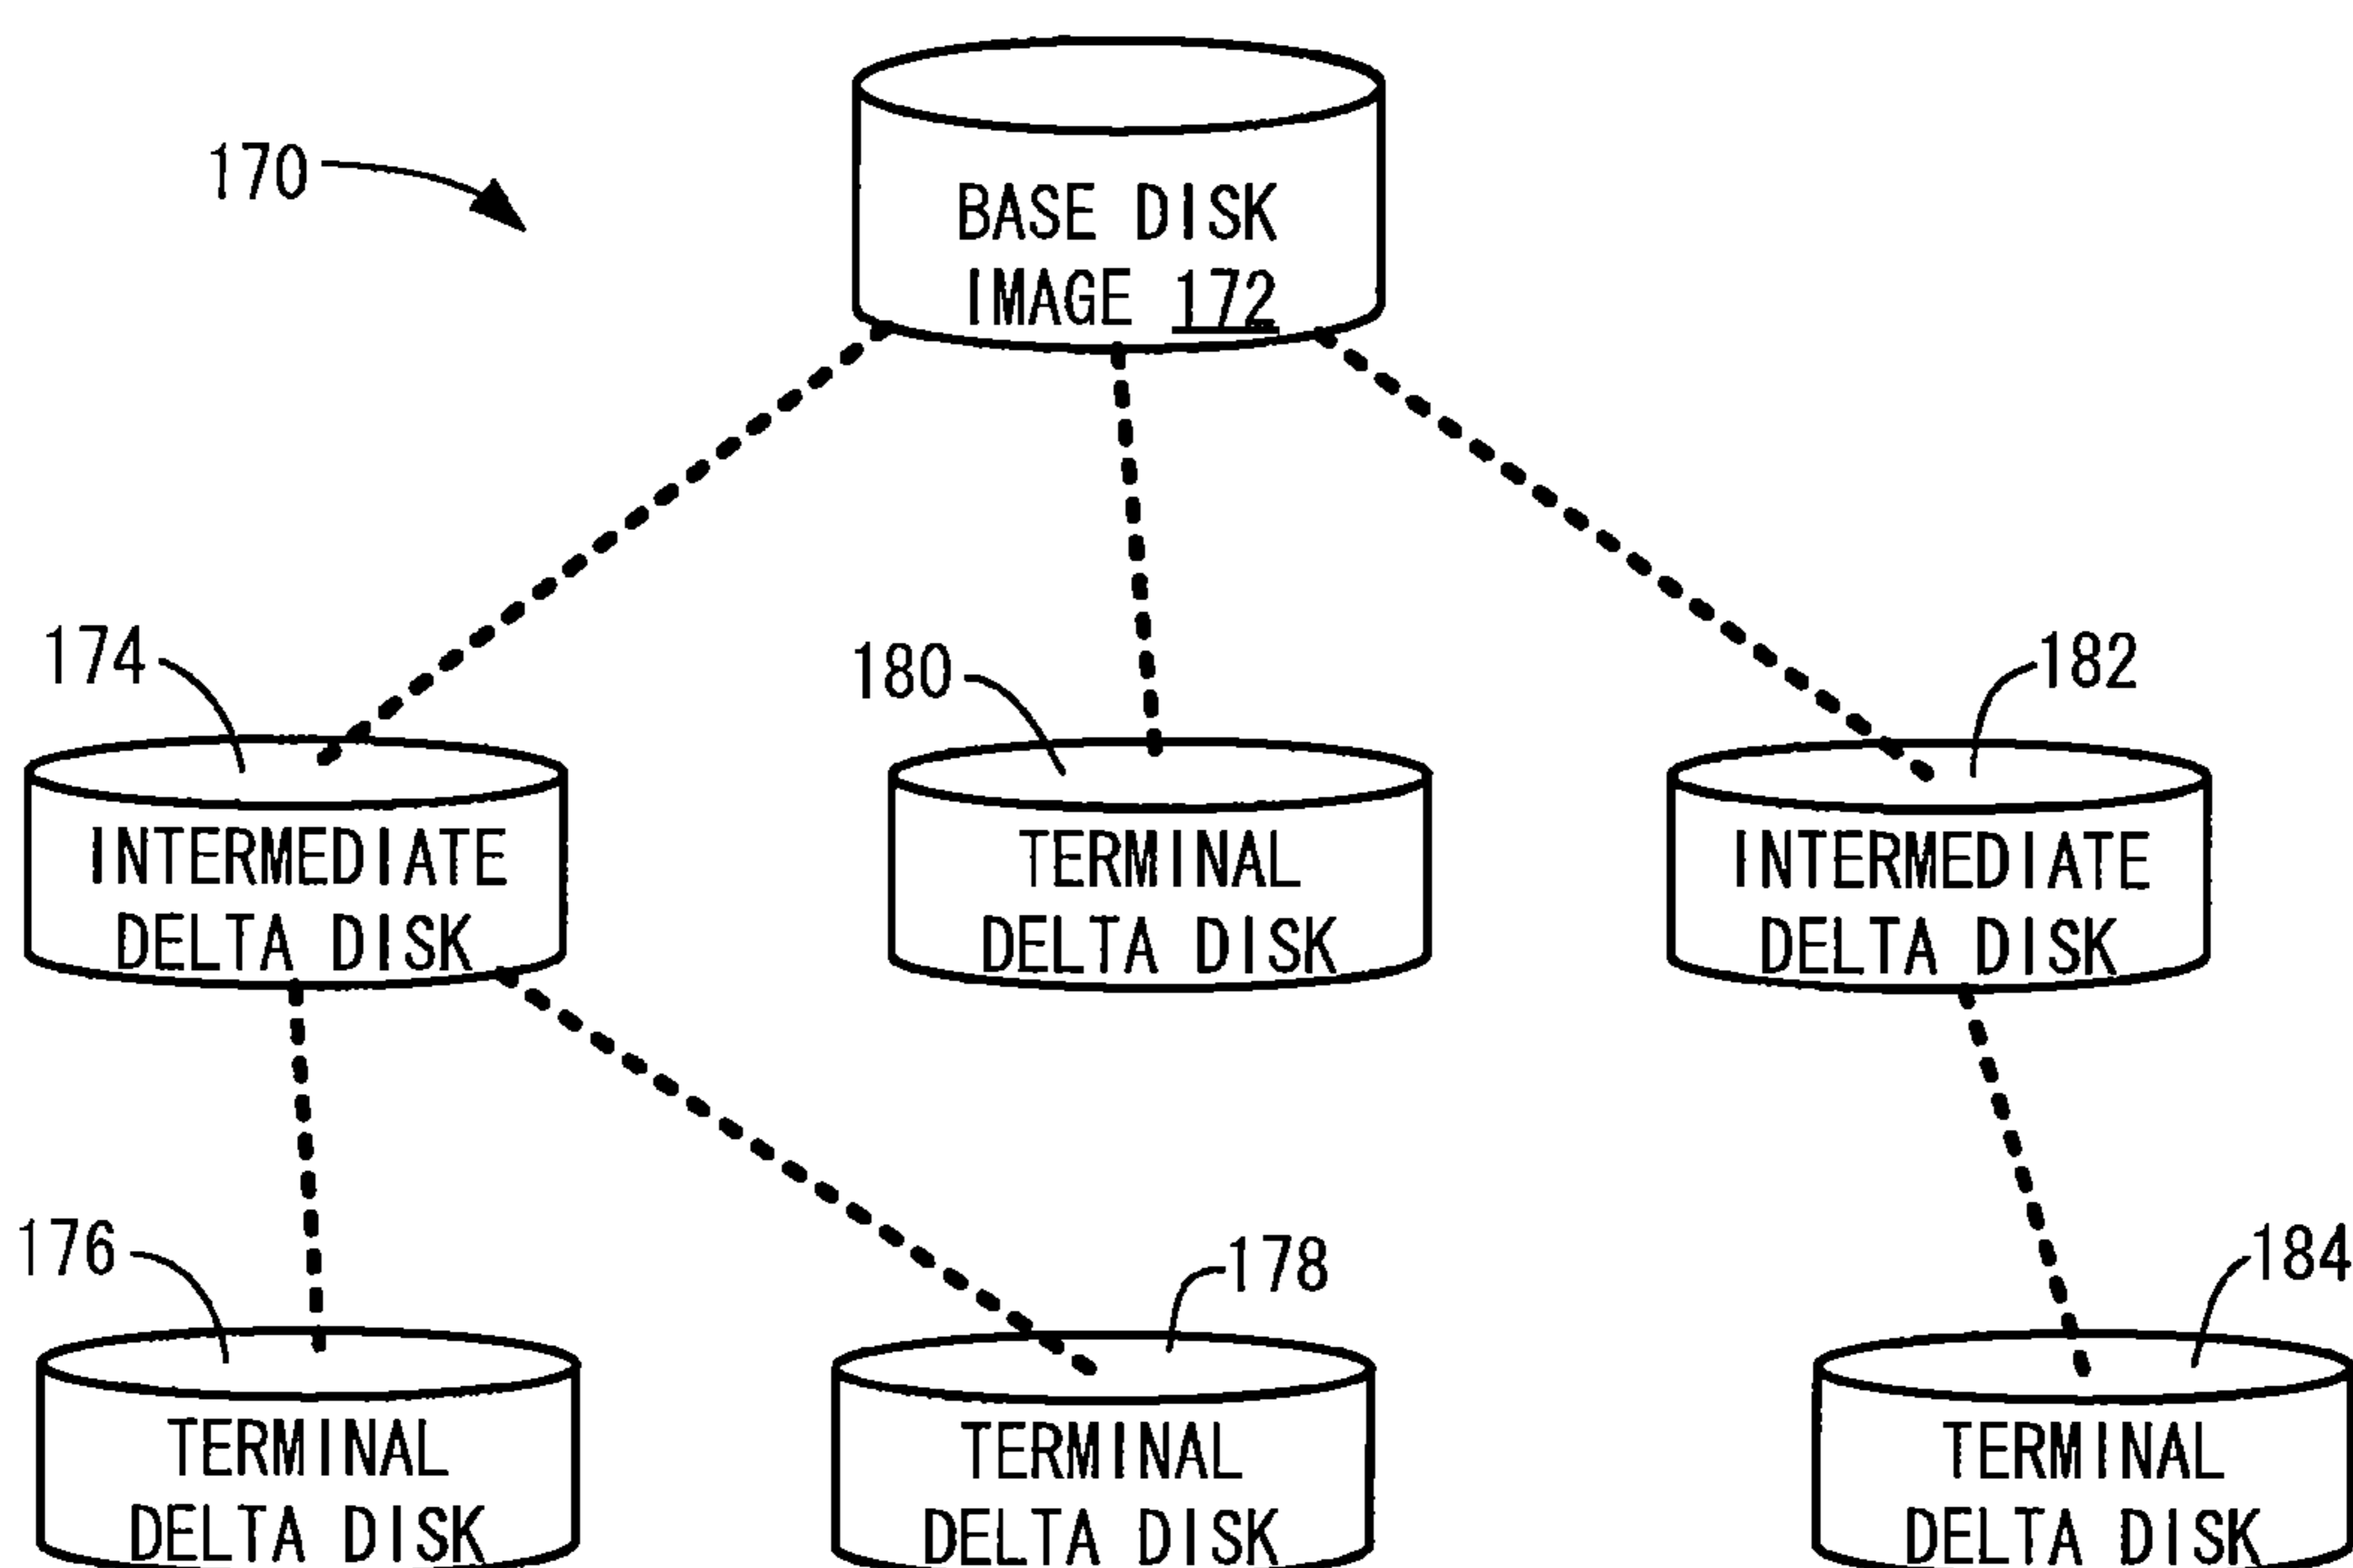 170
BASE DISK
IMAGE 172
174
180
182
INTERMEDIATE
DELTA DISK
TERMINAL
DELTA DISK
INTERMEDIATE
DELTA DISK
176
178
184
TERMINAL
DELTA DISK
TERMINAL
DELTA DISK
TERMINAL
DELTA DISK